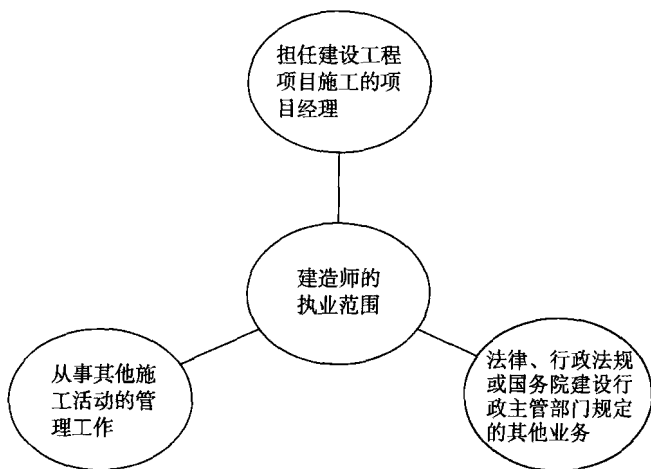 担任建设工程
项目施工的项
目经理
建造师的
执业范围
从事其他施
工活动的管
理工作
法律、行政法规
或国务院建设行
政主管部门规定
的其他业务